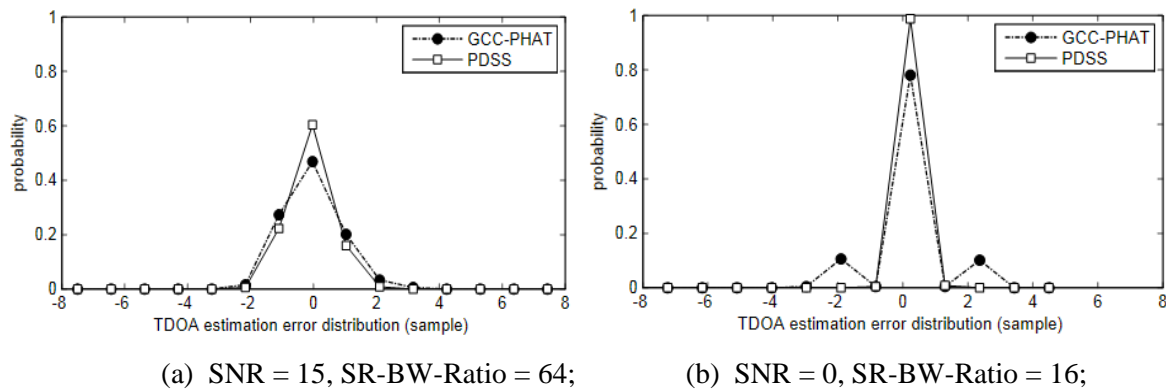 1
0.8
0.6
0.4
0.2
0
probability
GCC-PHAT
PDSS
-8 -6 -4 -2 0 2 4 6 8
TDOA estimation error distribution (sample)
(a) SNR = 15, SR-BW-Ratio = 64;
1
0.8
0.6
0.4
0.2
0
probability
GCC-PHAT
PDSS
-8 -6 -4 -2 0 2 4 6 8
TDOA estimation error distribution (sample)
(b) SNR = 0, SR-BW-Ratio = 16;